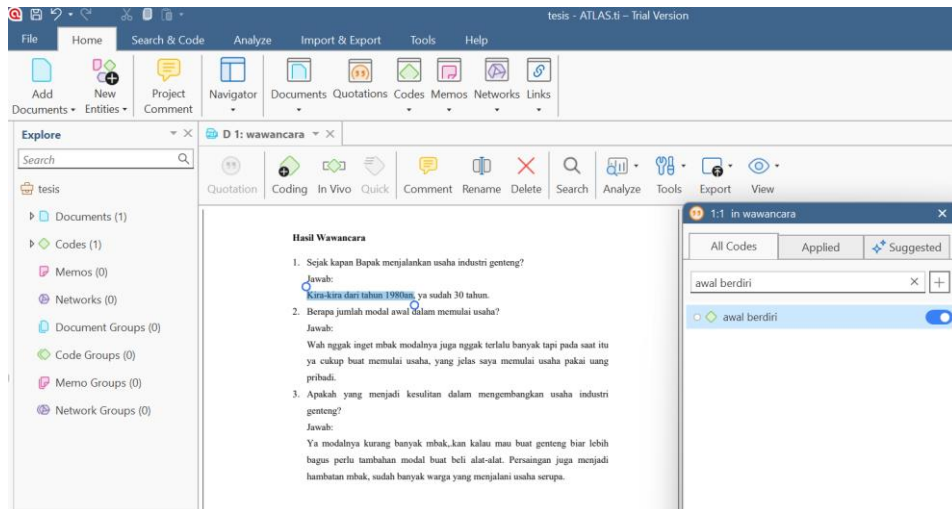 tesis - ATLAS.ti – Trial Version
File Home Search & Code Analyze Import & Export Tools Help
Add Documents
New Entities
Project Comment
Navigator
Documents Quotations Codes Memos Networks Links
Explore
D 1: wawancara
Search
tesis
Documents (1)
Codes (1)
Memos (0)
Networks (0)
Document Groups (0)
Code Groups (0)
Memo Groups (0)
Network Groups (0)
Quotation Coding In Vivo Quick Comment Rename Delete Search Analyze Tools Export View
Hasil Wawancara
1. Sejak kapan Bapak menjalankan usaha industri genteng?
Jawab:
Kira-kira dari tahun 1980an, ya sudah 30 tahun.
2. Berapa jumlah modal awal dalam memulai usaha?
Jawab:
Wah nggak inget mbak modalnya juga nggak terlalu banyak tapi pada saat itu
ya cukup buat memulai usaha, yang jelas saya memulai usaha pakai uang
pribadi.
3. Apakah yang menjadi kesulitan dalam mengembangkan usaha industri
genteng?
Jawab:
Ya modalnya kurang banyak mbak,.kan kalau mau buat genteng biar lebih
bagus perlu tambahan modal buat beli alat-alat. Persaingan juga menjadi
hambatan mbak, sudah banyak warga yang menjalani usaha serupa.
1:1 in wawancara
All Codes Applied Suggested
awal berdiri
awal berdiri